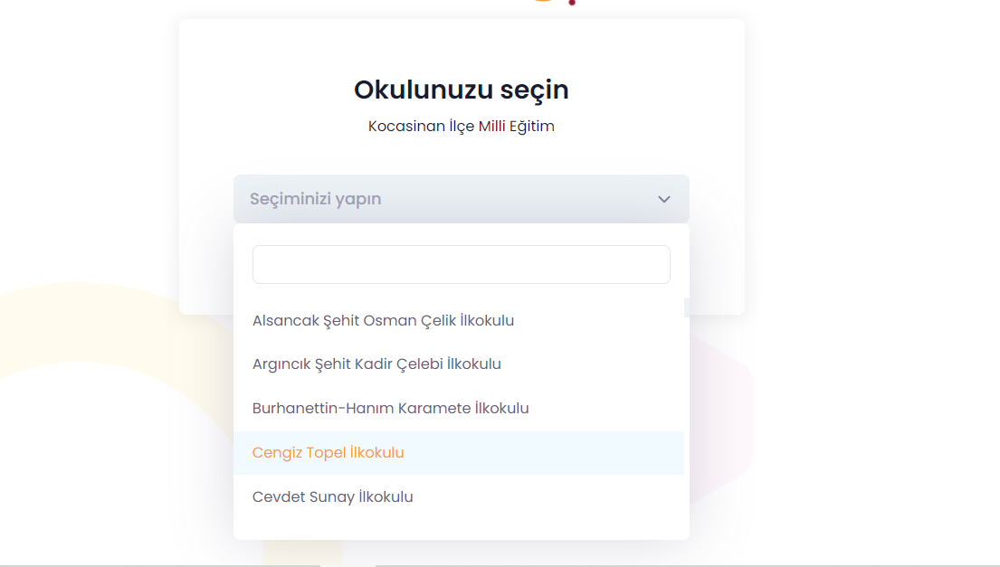 Okulunuzu seçin
Kocasinan İlçe Milli Eğitim
Seçiminizi yapın
Alsancak Şehit Osman Çelik İlkokulu
Argıncık Şehit Kadir Çelebi İlkokulu
Burhanettin-Hanım Karamete İlkokulu
Cengiz Topel İlkokulu
Cevdet Sunay İlkokulu